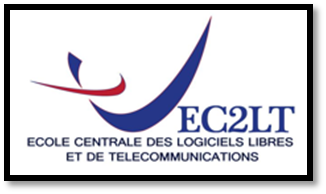 EC2LT
ECOLE CENTRALE DES LOGICIELS LIBRES
ET DE TELECOMMUNICATIONS